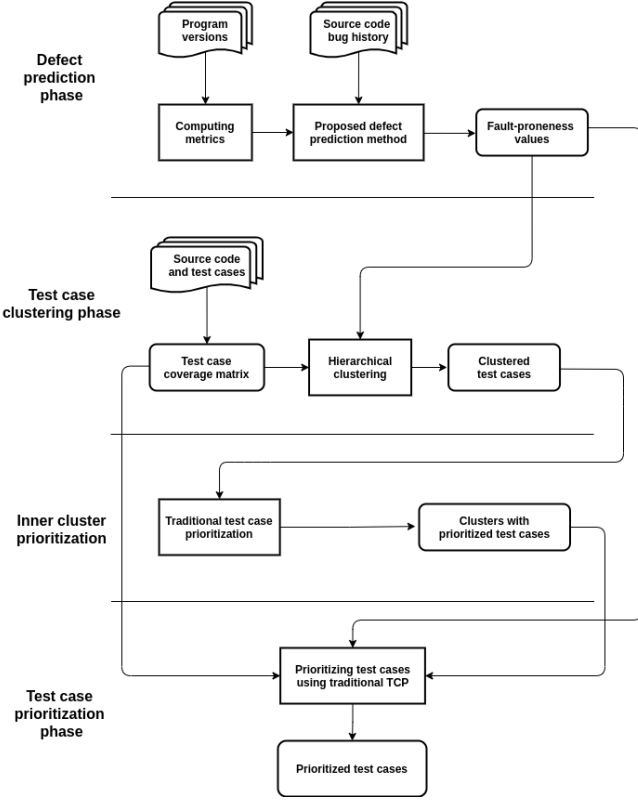 Program
versions
Source code
bug history
Defect
prediction
phase
Computing
metrics
Proposed defect
prediction method
Fault-proneness
values
Source code
and test cases
Test case
clustering phase
Test case
coverage matrix
Hierarchical
clustering
Clustered
test cases
Inner cluster
prioritization
Traditional test case
prioritization
Clusters with
prioritized test cases
Test case
prioritization
phase
Prioritizing test cases
using traditional TCP
Prioritized test cases